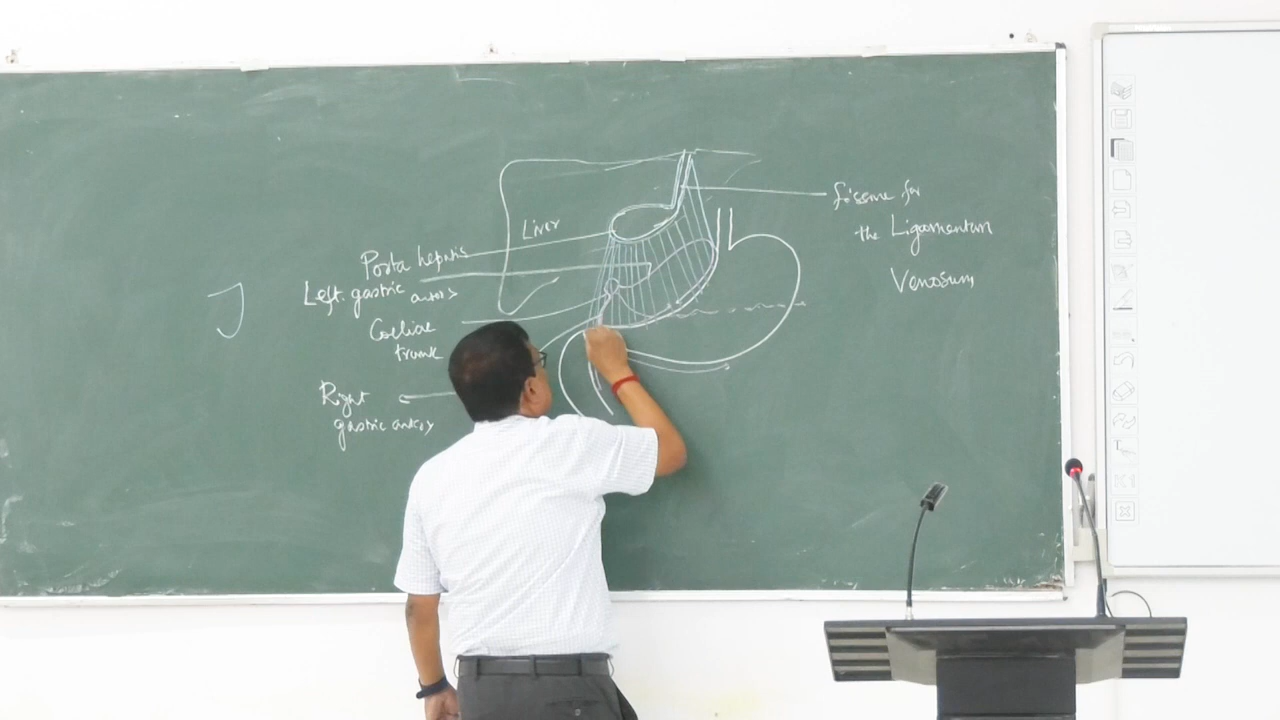 Liver
Porta hepatis
Left gastric artery
Coeliac
trunk
Right
gastric artery
fissure for
the Ligamentum
Venosum